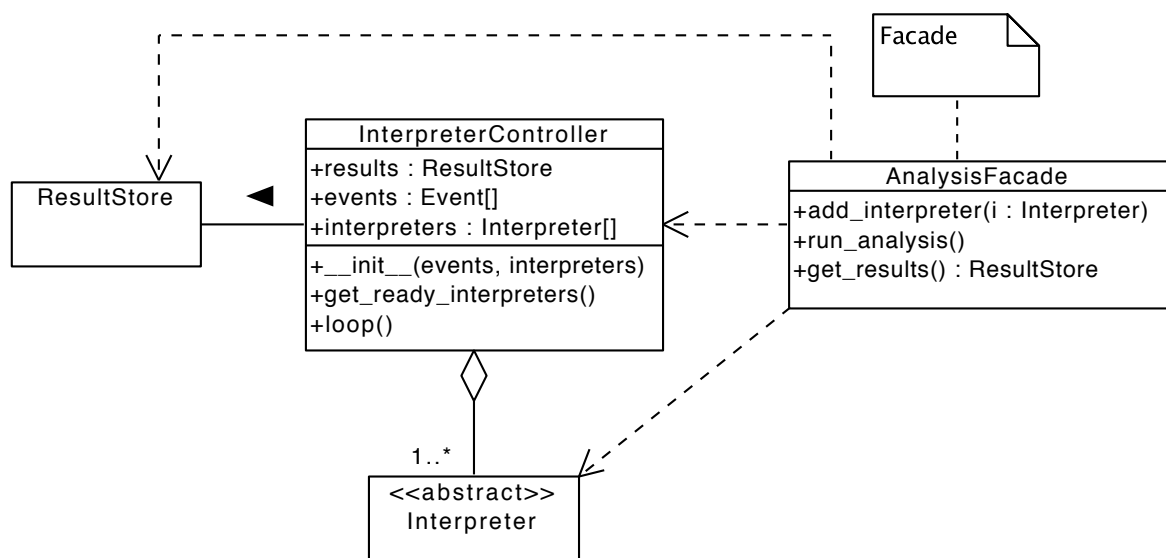 Facade
InterpreterController
+results : ResultStore
+events : Event[]
+interpreters : Interpreter[]
+__init__(events, interpreters)
+get_ready_interpreters()
+loop()
ResultStore
AnalysisFacade
+add_interpreter(i : Interpreter)
+run_analysis()
+get_results() : ResultStore
1..*
<<abstract>>
Interpreter